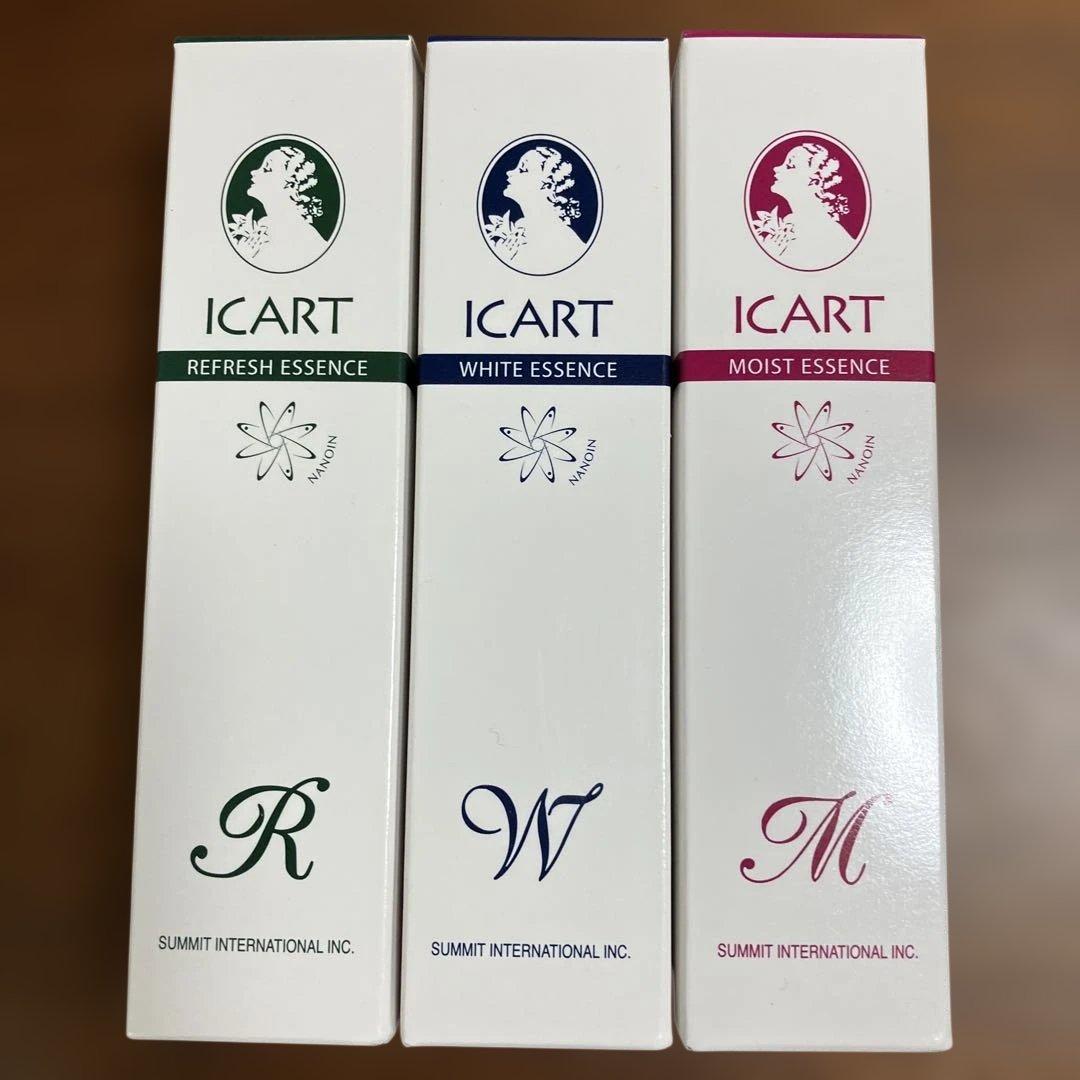 ICART
REFRESH ESSENCE
NANOIN
R
SUMMIT INTERNATIONAL INC.
ICART
WHITE ESSENCE
NANOIN
W
SUMMIT INTERNATIONAL INC.
ICART
MOIST ESSENCE
NANOIN
M
SUMMIT INTERNATIONAL INC.